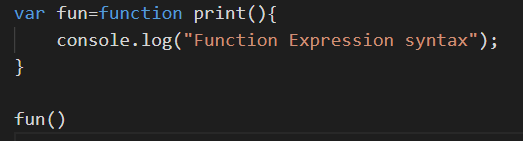 var fun=function print(){
    console.log("Function Expression syntax");
}
fun()